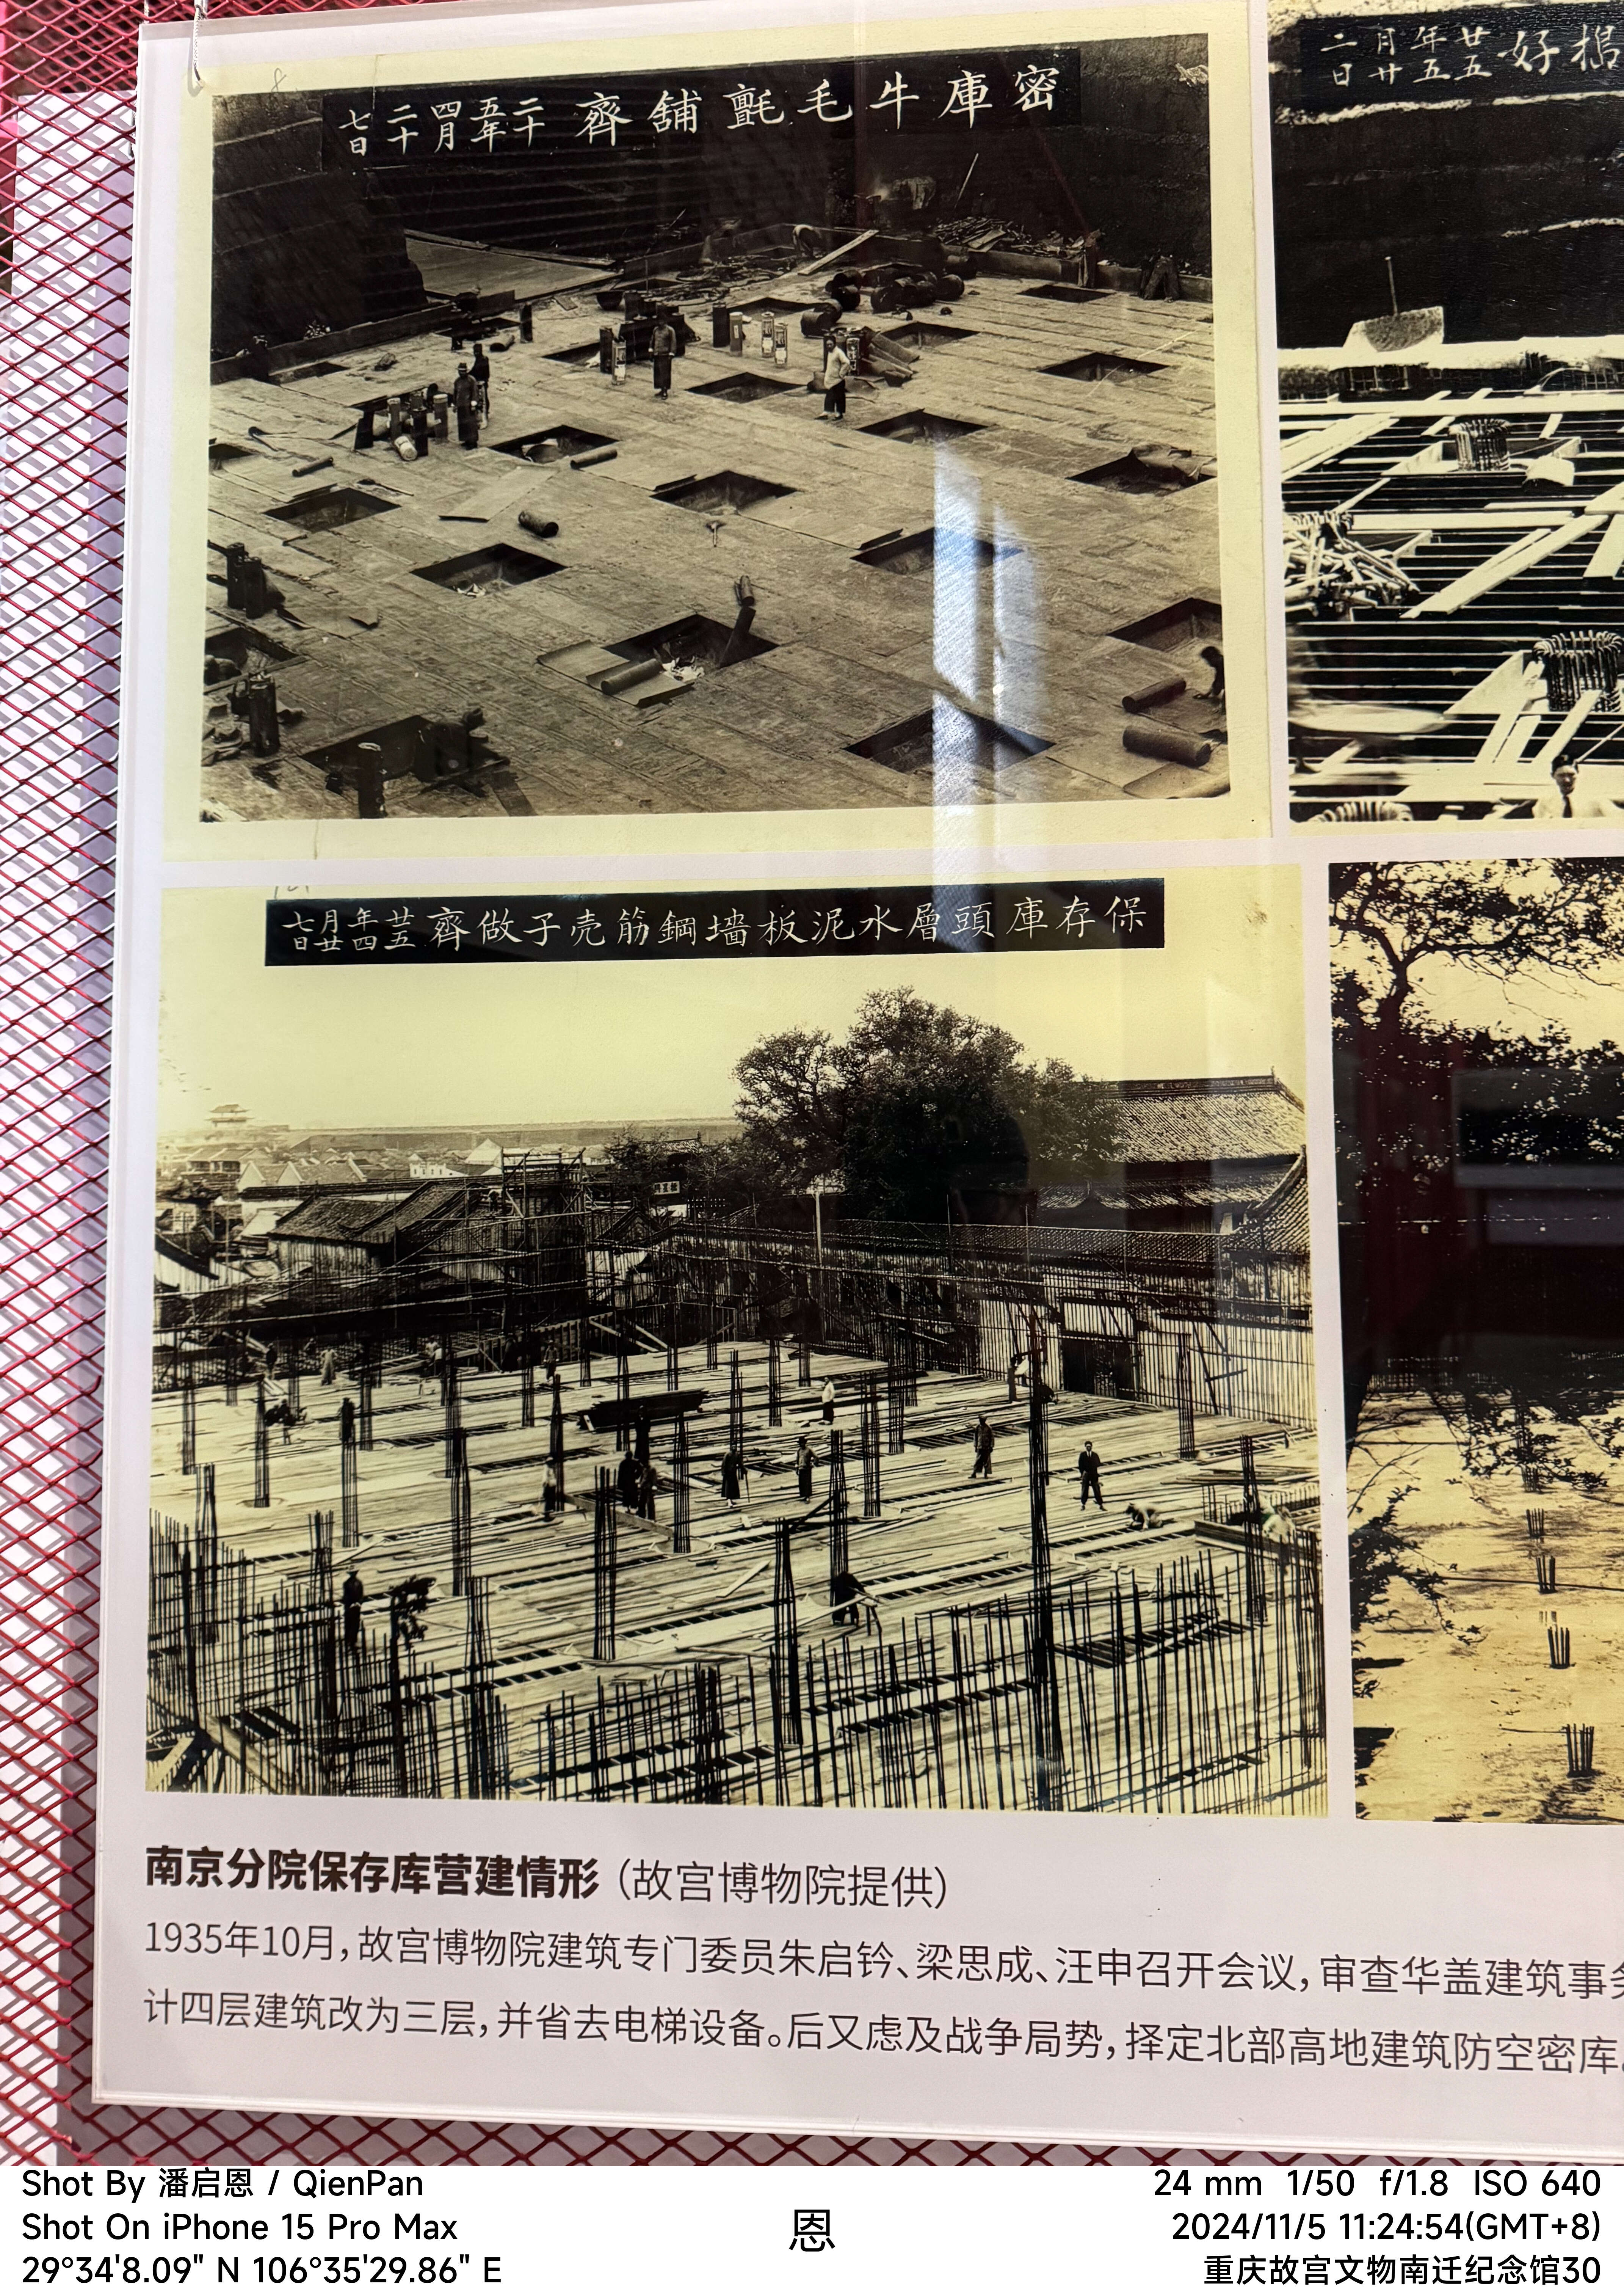 密庫牛毛氈舖齊 二十五年四月二十七日
好 廿五年五月廿二日
保存庫頭層水泥板墻鋼筋壳子做齊 廿五年四月廿七日
南京分院保存库营建情形（故宫博物院提供）
1935年10月，故宫博物院建筑专门委员朱启钤、梁思成、汪申召开会议，审查华盖建筑事务
计四层建筑改为三层，并省去电梯设备。后又虑及战争局势，择定北部高地建筑防空密库。
Shot By 潘启恩 / QienPan
Shot On iPhone 15 Pro Max
29°34'8.09" N 106°35'29.86" E
恩
24 mm 1/50 f/1.8 ISO 640
2024/11/5 11:24:54(GMT+8)
重庆故宫文物南迁纪念馆30